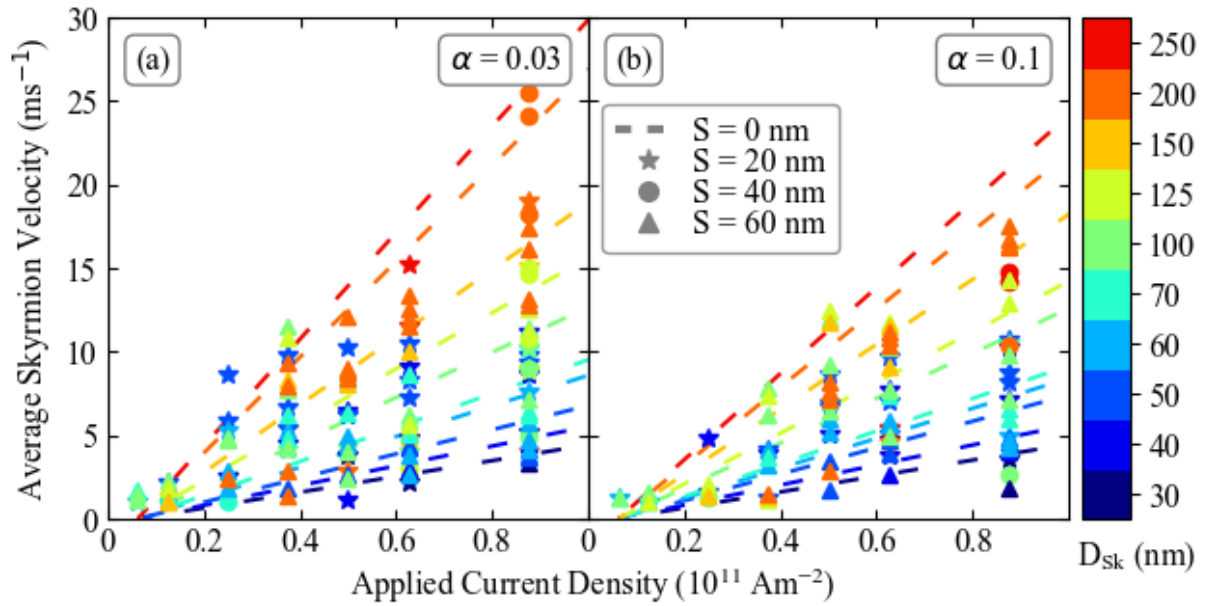 30
25
20
15
10
5
0
Average Skyrmion Velocity (ms⁻¹)
(a)
α = 0.03
0 0.2 0.4 0.6 0.8
(b)
α = 0.1
S = 0 nm
S = 20 nm
S = 40 nm
S = 60 nm
0 0.2 0.4 0.6 0.8
Applied Current Density (10¹¹ Am⁻²)
250
200
150
125
100
70
60
50
40
30
D_Sk (nm)